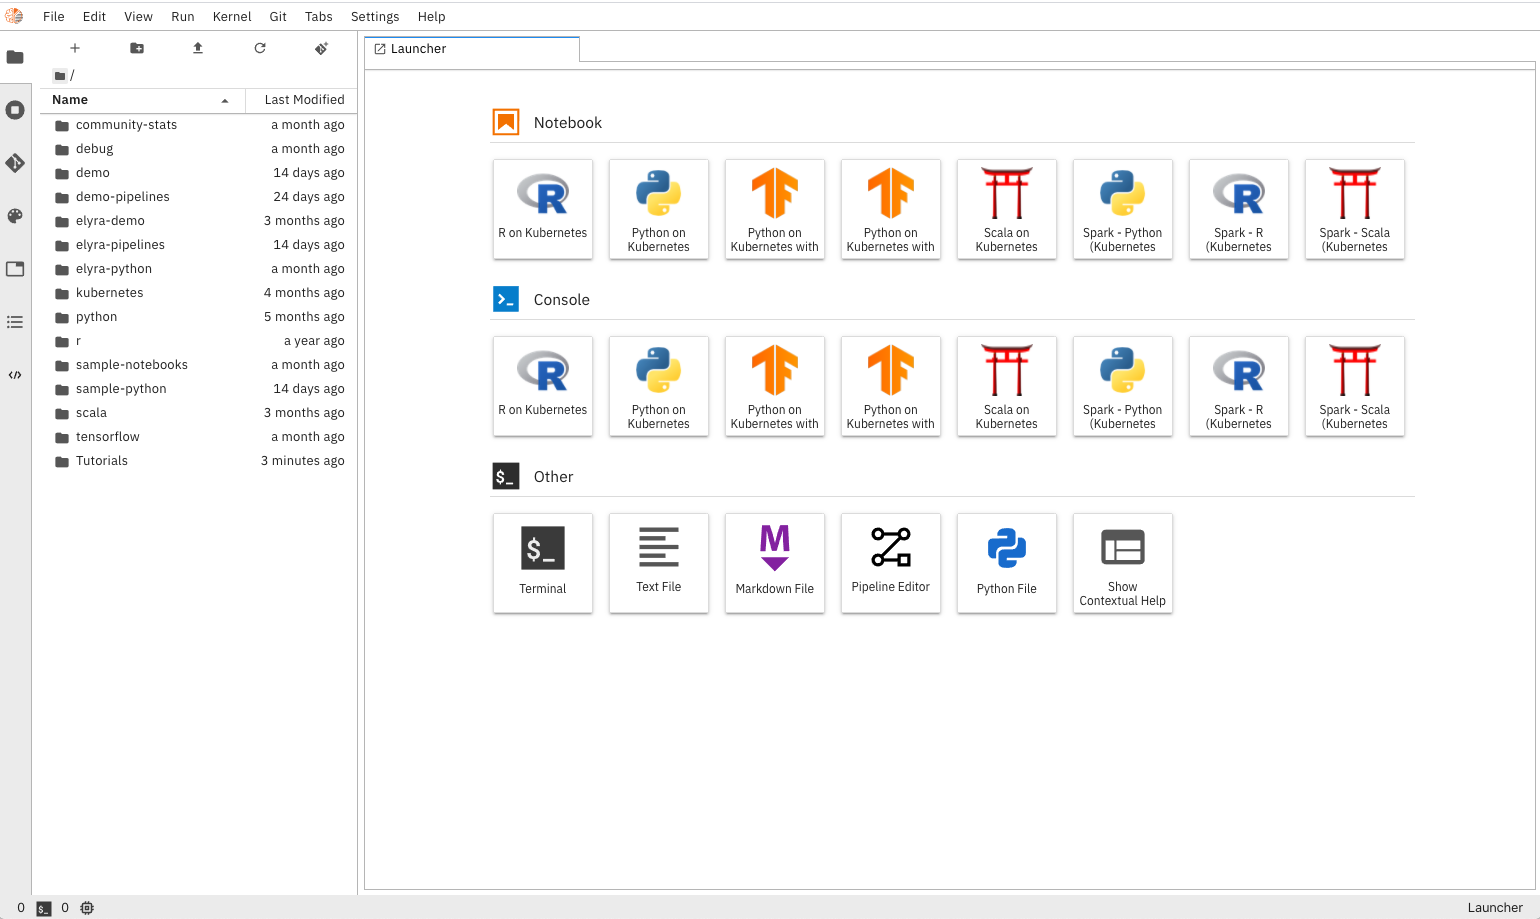 File Edit View Run Kernel Git Tabs Settings Help
Launcher
/
Name Last Modified
community-stats a month ago
debug a month ago
demo 14 days ago
demo-pipelines 24 days ago
elyra-demo 3 months ago
elyra-pipelines 14 days ago
elyra-python a month ago
kubernetes 4 months ago
python 5 months ago
r a year ago
sample-notebooks a month ago
sample-python 14 days ago
scala 3 months ago
tensorflow a month ago
Tutorials 3 minutes ago
Notebook
R on Kubernetes
Python on
Kubernetes
Python on
Kubernetes with
Python on
Kubernetes with
Scala on
Kubernetes
Spark - Python
(Kubernetes
Spark - R
(Kubernetes
Spark - Scala
(Kubernetes
Console
R on Kubernetes
Python on
Kubernetes
Python on
Kubernetes with
Python on
Kubernetes with
Scala on
Kubernetes
Spark - Python
(Kubernetes
Spark - R
(Kubernetes
Spark - Scala
(Kubernetes
$_ Other
$_
Terminal
Text File
M
Markdown File
Pipeline Editor
Python File
Show
Contextual Help
0 $_ 0 Launcher